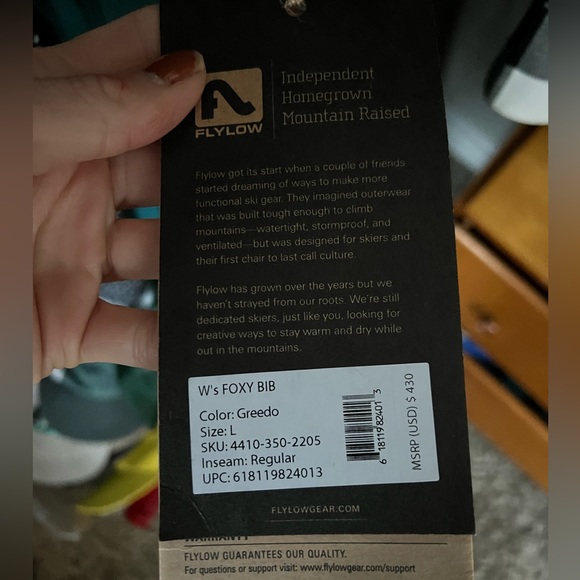 FLYLOW
Independent
Homegrown
Mountain Raised
Flylow got its start when a couple of friends
started dreaming of ways to make more
functional ski gear. They imagined outerwear
that was built tough enough to climb
mountains—watertight, stormproof, and
ventilated—but was designed for skiers and
their first chair to last call culture.
Flylow has grown over the years but we
haven't strayed from our roots. We're still
dedicated skiers, just like you, looking for
creative ways to stay warm and dry while
out in the mountains.
W's FOXY BIB
Color: Greedo
Size: L
SKU: 4410-350-2205
Inseam: Regular
UPC: 618119824013
6 18119 82401 3
MSRP (USD) $ 430
FLYLOWGEAR.COM
WARRANTY
FLYLOW GUARANTEES OUR QUALITY.
For questions or support visit: www.flylowgear.com/support